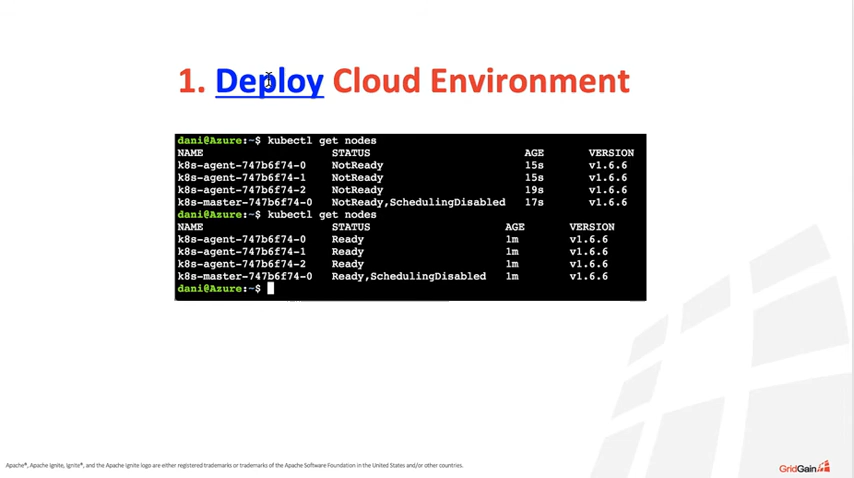 1. Deploy Cloud Environment
dani@Azure:~$ kubectl get nodes
NAME STATUS AGE VERSION
k8s-agent-747b6f74-0 NotReady 15s v1.6.6
k8s-agent-747b6f74-1 NotReady 15s v1.6.6
k8s-agent-747b6f74-2 NotReady 19s v1.6.6
k8s-master-747b6f74-0 NotReady,SchedulingDisabled 17s v1.6.6
dani@Azure:~$ kubectl get nodes
NAME STATUS AGE VERSION
k8s-agent-747b6f74-0 Ready 1m v1.6.6
k8s-agent-747b6f74-1 Ready 1m v1.6.6
k8s-agent-747b6f74-2 Ready 1m v1.6.6
k8s-master-747b6f74-0 Ready,SchedulingDisabled 1m v1.6.6
dani@Azure:~$
Apache®, Apache Ignite, Ignite®, and the Apache Ignite logo are either registered trademarks or trademarks of the Apache Software Foundation in the United States and/or other countries.
GridGain